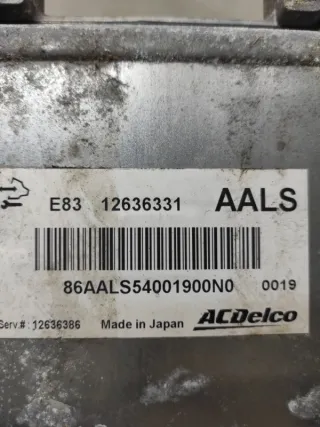 E83 12636331 AALS
86AALS54001900N0 0019
Serv.#: 12636386 Made in Japan ACDelco